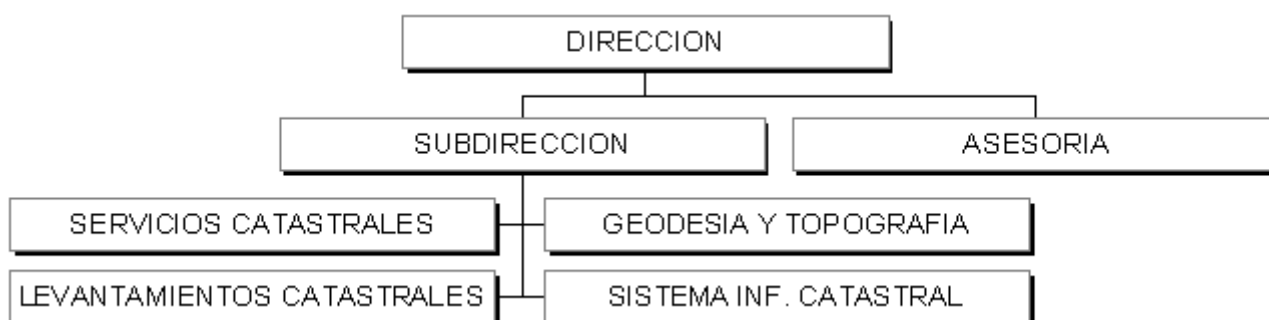 DIRECCION
SUBDIRECCION
ASESORIA
SERVICIOS CATASTRALES
GEODESIA Y TOPOGRAFIA
LEVANTAMIENTOS CATASTRALES
SISTEMA INF. CATASTRAL